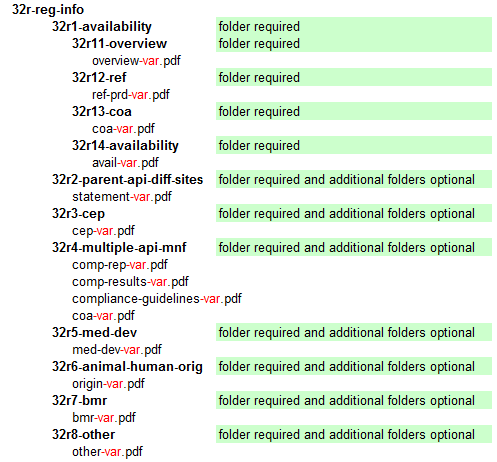 32r-reg-info
32r1-availability folder required
32r11-overview folder required
overview-var.pdf
32r12-ref folder required
ref-prd-var.pdf
32r13-coa folder required
coa-var.pdf
32r14-availability folder required
avail-var.pdf
32r2-parent-api-diff-sites folder required and additional folders optional
statement-var.pdf
32r3-cep folder required and additional folders optional
cep-var.pdf
32r4-multiple-api-mnf folder required and additional folders optional
comp-rep-var.pdf
comp-results-var.pdf
compliance-guidelines-var.pdf
coa-var.pdf
32r5-med-dev folder required and additional folders optional
med-dev-var.pdf
32r6-animal-human-orig folder required and additional folders optional
origin-var.pdf
32r7-bmr folder required and additional folders optional
bmr-var.pdf
32r8-other folder required and additional folders optional
other-var.pdf